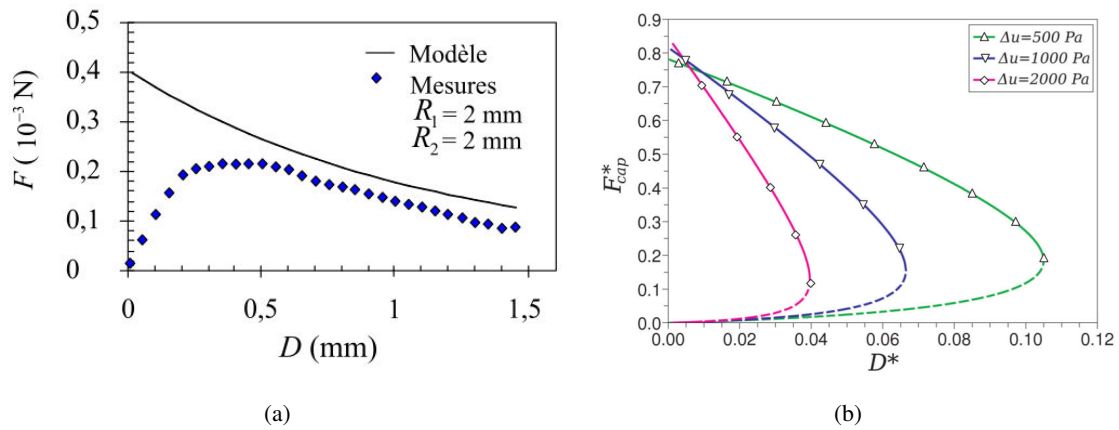 0,5
0,4
0,3
0,2
0,1
0
F ( 10⁻³ N)
Modèle
Mesures
R₁ = 2 mm
R₂ = 2 mm
0 0,5 1 1,5
D (mm)
(a)
0.9
0.8
0.7
0.6
0.5
0.4
0.3
0.2
0.1
0.0
F*cap
Δu=500 Pa
Δu=1000 Pa
Δu=2000 Pa
0.00 0.02 0.04 0.06 0.08 0.10 0.12
D*
(b)